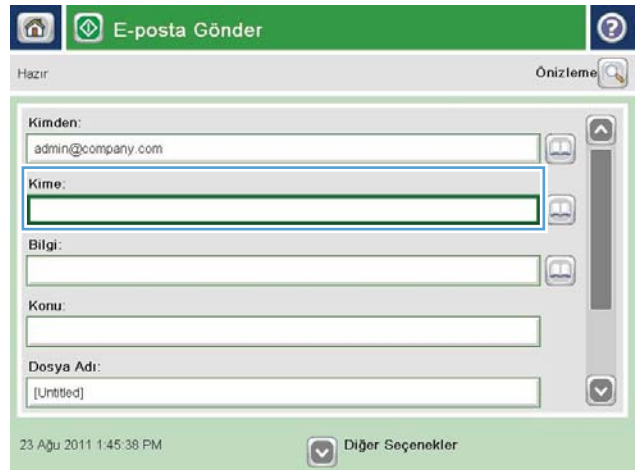 E-posta Gönder
Hazır
Önizleme
Kimden:
admin@company.com
Kime:
Bilgi:
Konu:
Dosya Adı:
[Untitled]
23 Ağu 2011 1:45:38 PM
Diğer Seçenekler